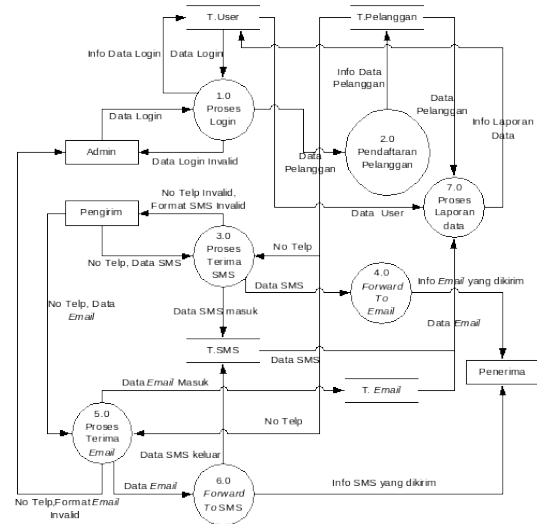 T.User
T.Pelanggan
Info Data Login
Data Login
Info Data
Pelanggan
Data
Pelanggan
Info Laporan
Data
1.0
Proses
Login
Data Login
Admin
Data Login Invalid
Data
Pelanggan
2.0
Pendaftaran
Pelanggan
7.0
Proses
Laporan
data
No Telp Invalid,
Format SMS Invalid
Pengirim
Data User
3.0
Proses
Terima
SMS
No Telp
No Telp, Data SMS
4.0
Forward
To
Email
Info Email yang dikirim
Data SMS
No Telp, Data
Email
Data SMS masuk
Data Email
T.SMS
Data SMS
Penerima
Data Email Masuk
T. Email
5.0
Proses
Terima
Email
No Telp
Data SMS keluar
Data Email
6.0
Forward
To SMS
Info SMS yang dikirim
No Telp,Format Email
Invalid